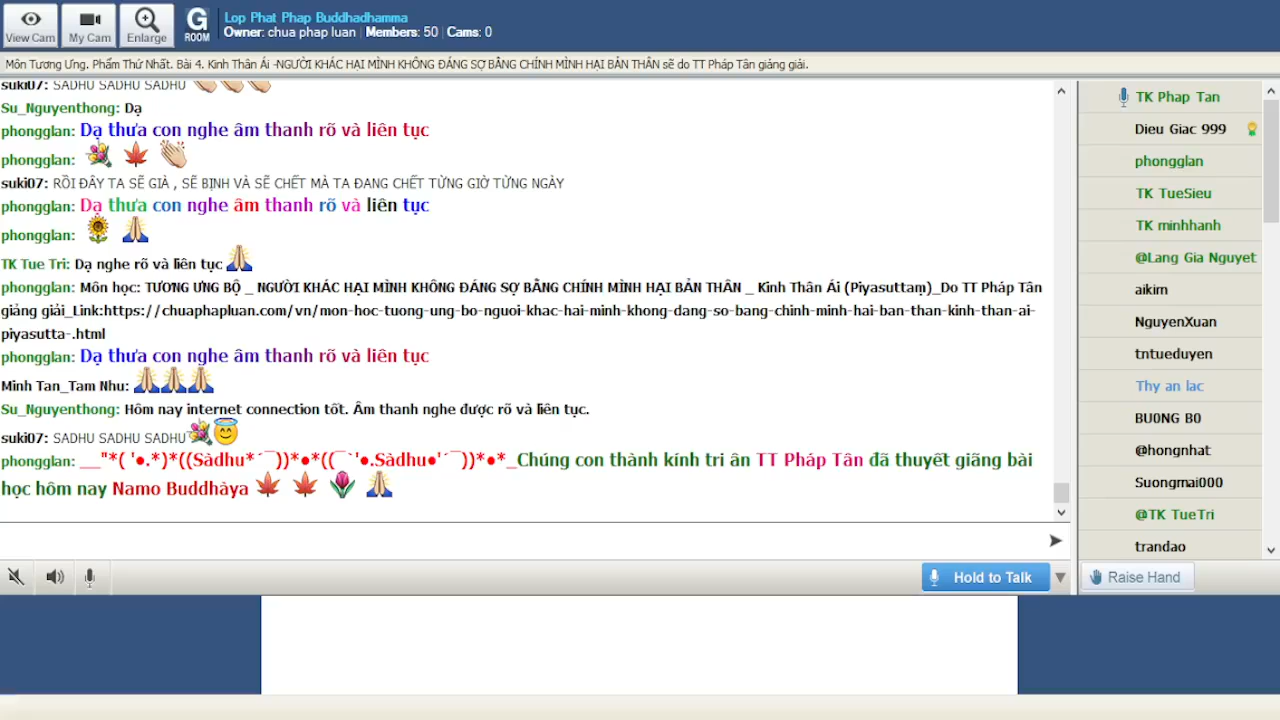 View Cam
My Cam
Enlarge
G ROOM
Lop Phat Phap Buddhadhamma
Owner: chua phap luan | Members: 50 | Cams: 0
Môn Tương Ưng. Phẩm Thứ Nhất. Bài 4. Kinh Thân Ái -NGƯỜI KHÁC HẠI MÌNH KHÔNG ĐÁNG SỢ BẰNG CHÍNH MÌNH HẠI BẢN THÂN sẽ do TT Pháp Tân giảng giải.
suki07: SADHU SADHU SADHU 👏👏👏
Su_Nguyenthong: Dạ
phongglan: Dạ thưa con nghe âm thanh rõ và liên tục
phongglan: 💐 🍁 👏
suki07: RỒI ĐÂY TA SẼ GIÀ , SẼ BỊNH VÀ SẼ CHẾT MÀ TA ĐANG CHẾT TỪNG GIỜ TỪNG NGÀY
phongglan: Dạ thưa con nghe âm thanh rõ và liên tục
phongglan: 🌻 🙏
TK Tue Tri: Dạ nghe rõ và liên tục 🙏
phongglan: Môn học: TƯƠNG ƯNG BỘ _ NGƯỜI KHÁC HẠI MÌNH KHÔNG ĐÁNG SỢ BẰNG CHÍNH MÌNH HẠI BẢN THÂN _ Kinh Thân Ái (Piyasuttaṃ)_Do TT Pháp Tân
giảng giải_Link:https://chuaphapluan.com/vn/mon-hoc-tuong-ung-bo-nguoi-khac-hai-minh-khong-dang-so-bang-chinh-minh-hai-ban-than-kinh-than-ai-
piyasutta-.html
phongglan: Dạ thưa con nghe âm thanh rõ và liên tục
Minh Tan_Tam Nhu: 🙏🙏🙏
Su_Nguyenthong: Hôm nay internet connection tốt. Âm thanh nghe được rõ và liên tục.
suki07: SADHU SADHU SADHU💐😇
phongglan: __"*( '●.*)*((Sàdhu*´¯))*●*((¯`'●.Sàdhu●'´¯))*●*_Chúng con thành kính tri ân TT Pháp Tân đã thuyết giãng bài
học hôm nay Namo Buddhàya 🍁 🍁 🌷 🙏
TK Phap Tan
Dieu Giac 999
phongglan
TK TueSieu
TK minhhanh
@Lang Gia Nguyet
aikim
NguyenXuan
tntueduyen
Thy an lac
BU0NG B0
@hongnhat
Suongmai000
@TK TueTri
trandao
Hold to Talk
Raise Hand